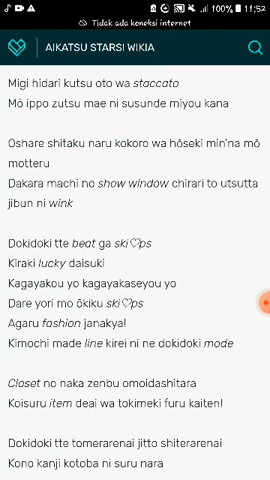 Tidak ada koneksi internet
100%
11:52
AIKATSU STARS! WIKIA
Migi hidari kutsu oto wa staccato
Mō ippo zutsu mae ni susunde miyou kana
Oshare shitaku naru kokoro wa hōseki min'na mō
motteru
Dakara machi no show window chirari to utsutta
jibun ni wink
Dokidoki tte beat ga ski♡ps
Kiraki lucky daisuki
Kagayakou yo kagayakaseyou yo
Dare yori mo ōkiku ski♡ps
Agaru fashion janakya!
Kimochi made line kirei ni ne dokidoki mode
Closet no naka zenbu omoidashitara
Koisuru item deai wa tokimeki furu kaiten!
Dokidoki tte tomerarenai jitto shiterarenai
Kono kanji kotoba ni suru nara